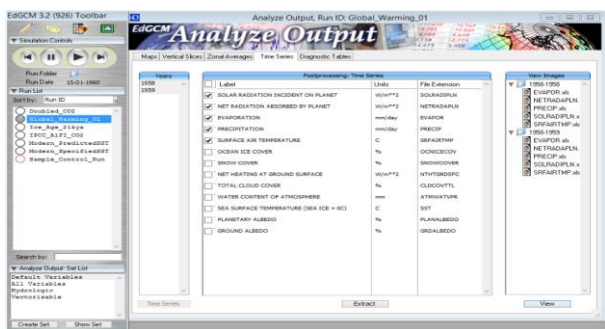 EdGCM 3.2 (926) Toolbar
Simulation Controls
Run Folder
Run Date 15-01-1960
Run List
Sort by: Run ID
Doubled_CO2
Global_Warming_01
Ice_Age_21kya
IPCC_A1FI_CO2
Modern_PredictedSST
Modern_SpecifiedSST
Sample_Control_Run
Search by:
Analyze Output: Set List
Default Variables
All Variables
Hydrologic
Vectorizable
Create Set Show Set
Analyze Output, Run ID: Global_Warming_01
EdGCM
Analyze Output
Maps Vertical Slices Zonal Averages Time Series Diagnostic Tables
Years
1958
1959
Time Series
Postprocessing: Time Series
Label Units File Extension
SOLAR RADIATION INCIDENT ON PLANET W/m**2 SOLRADPLN
NET RADIATION ABSORBED BY PLANET W/m**2 NETRADAPLN
EVAPORATION mm/day EVAPOR
PRECIPITATION mm/day PRECIP
SURFACE AIR TEMPERATURE C SRFAIRTMP
OCEAN ICE COVER % OCNICECOV
SNOW COVER % SNOWCOVER
NET HEATING AT GROUND SURFACE W/m**2 NTHTGRDSFC
TOTAL CLOUD COVER % CLDCOVTTL
WATER CONTENT OF ATMOSPHERE mm ATMWATVPR
SEA SURFACE TEMPERATURE (SEA ICE = 0C) C SST
PLANETARY ALBEDO % PLANALBEDO
GROUND ALBEDO % GRDALBEDO
Extract
View Images
1958-1958
EVAPOR.xls
NETRADAPLN.
PRECIP.xls
SOLRADPLN.x
SRFAIRTMP.xls
1958-1959
EVAPOR.xls
NETRADAPLN.
PRECIP.xls
SOLRADPLN.x
SRFAIRTMP.xls
View